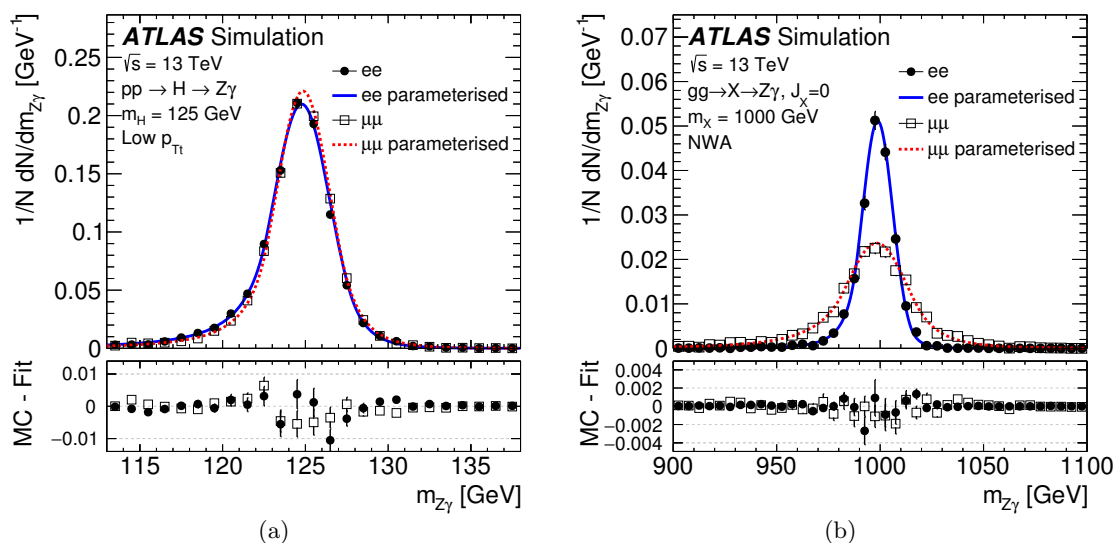 ATLAS Simulation
√s = 13 TeV
pp → H → Zγ
m_H = 125 GeV
Low p_Tt
ee
ee parameterised
μμ
μμ parameterised
1/N dN/dm_Zγ [GeV⁻¹]
0.25
0.2
0.15
0.1
0.05
0
MC - Fit
0.01
0
−0.01
115 120 125 130 135
m_Zγ [GeV]
(a)
ATLAS Simulation
√s = 13 TeV
gg→X→Zγ, J_X=0
m_X = 1000 GeV
NWA
ee
ee parameterised
μμ
μμ parameterised
1/N dN/dm_Zγ [GeV⁻¹]
0.07
0.06
0.05
0.04
0.03
0.02
0.01
0
MC - Fit
0.004
0.002
0
−0.002
−0.004
900 950 1000 1050 1100
m_Zγ [GeV]
(b)